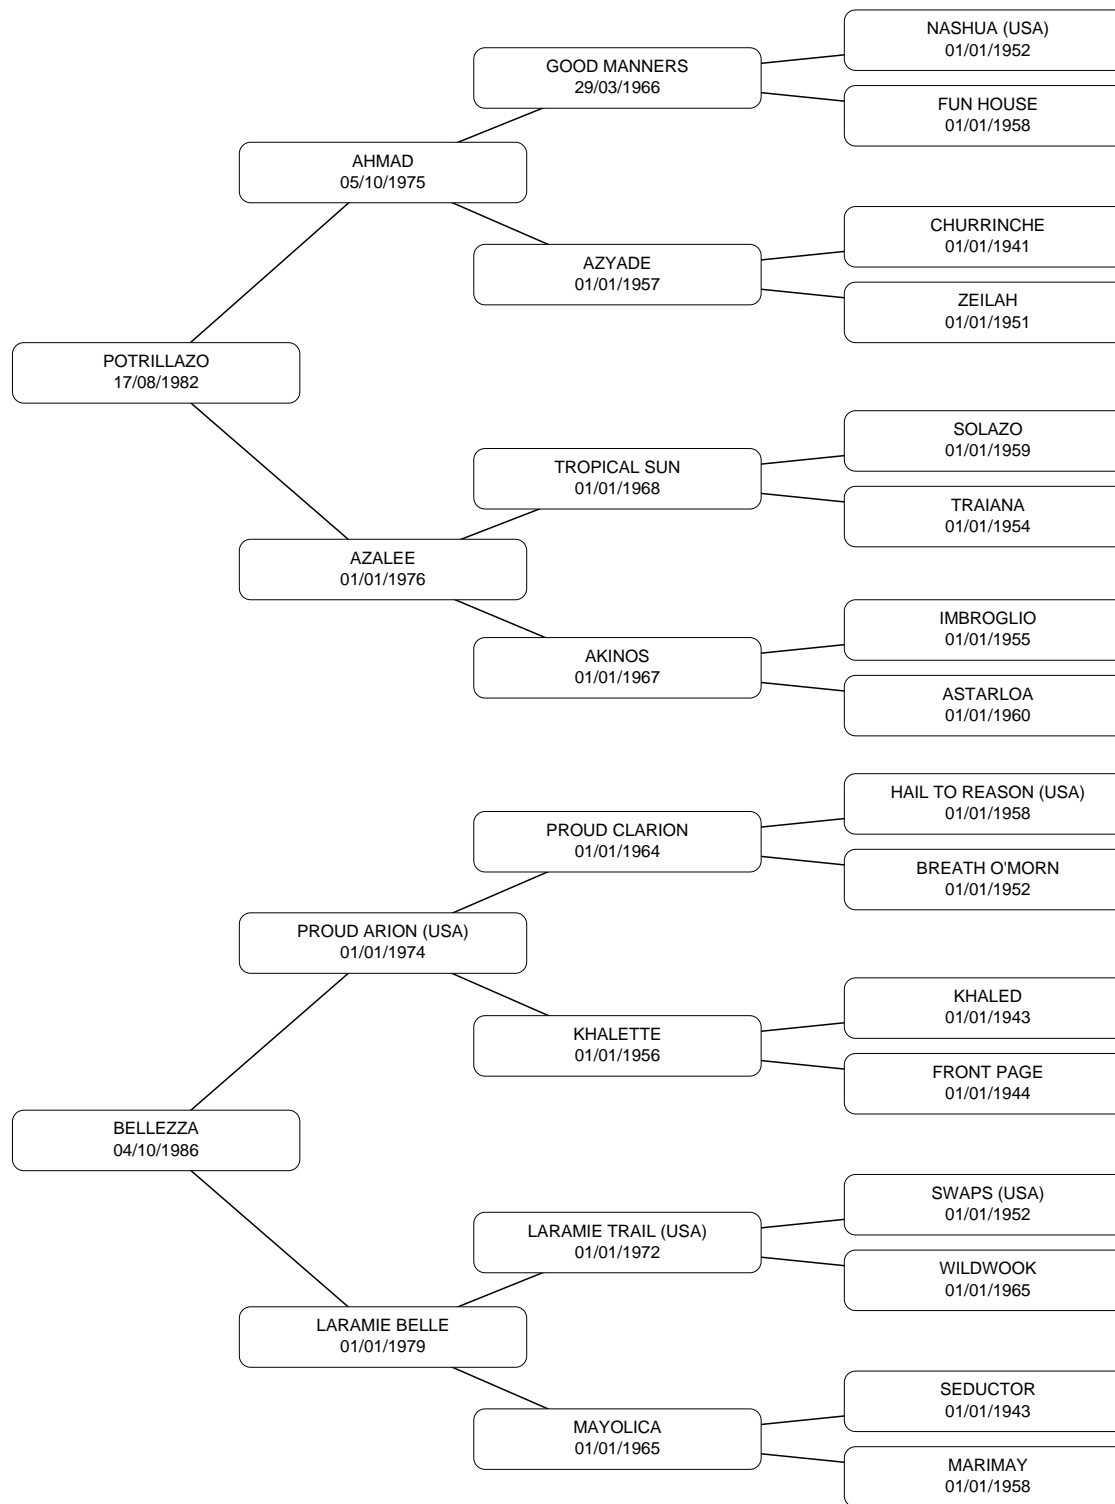 NASHUA (USA)
01/01/1952
GOOD MANNERS
29/03/1966
FUN HOUSE
01/01/1958
AHMAD
05/10/1975
CHURRINCHE
01/01/1941
AZYADE
01/01/1957
ZEILAH
01/01/1951
POTRILLAZO
17/08/1982
SOLAZO
01/01/1959
TROPICAL SUN
01/01/1968
TRAIANA
01/01/1954
AZALEE
01/01/1976
IMBROGLIO
01/01/1955
AKINOS
01/01/1967
ASTARLOA
01/01/1960
HAIL TO REASON (USA)
01/01/1958
PROUD CLARION
01/01/1964
BREATH O'MORN
01/01/1952
PROUD ARION (USA)
01/01/1974
KHALED
01/01/1943
KHALETTE
01/01/1956
FRONT PAGE
01/01/1944
BELLEZZA
04/10/1986
SWAPS (USA)
01/01/1952
LARAMIE TRAIL (USA)
01/01/1972
WILDWOOK
01/01/1965
LARAMIE BELLE
01/01/1979
SEDUCTOR
01/01/1943
MAYOLICA
01/01/1965
MARIMAY
01/01/1958